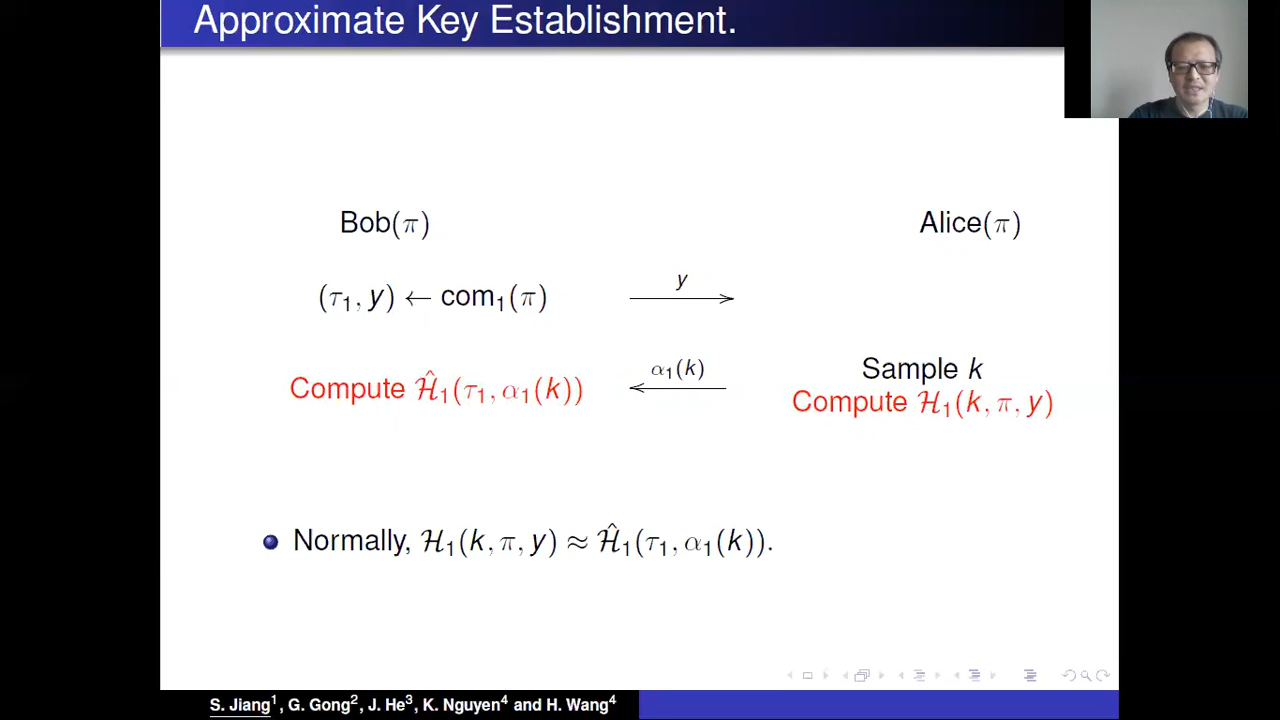 Approximate Key Establishment.
Bob(π) Alice(π)
(τ₁, y) ← com₁(π) y
α₁(k) Sample k
Compute Ĥ₁(τ₁, α₁(k)) Compute H₁(k, π, y)
Normally, H₁(k, π, y) ≈ Ĥ₁(τ₁, α₁(k)).
S. Jiang¹, G. Gong², J. He³, K. Nguyen⁴ and H. Wang⁴